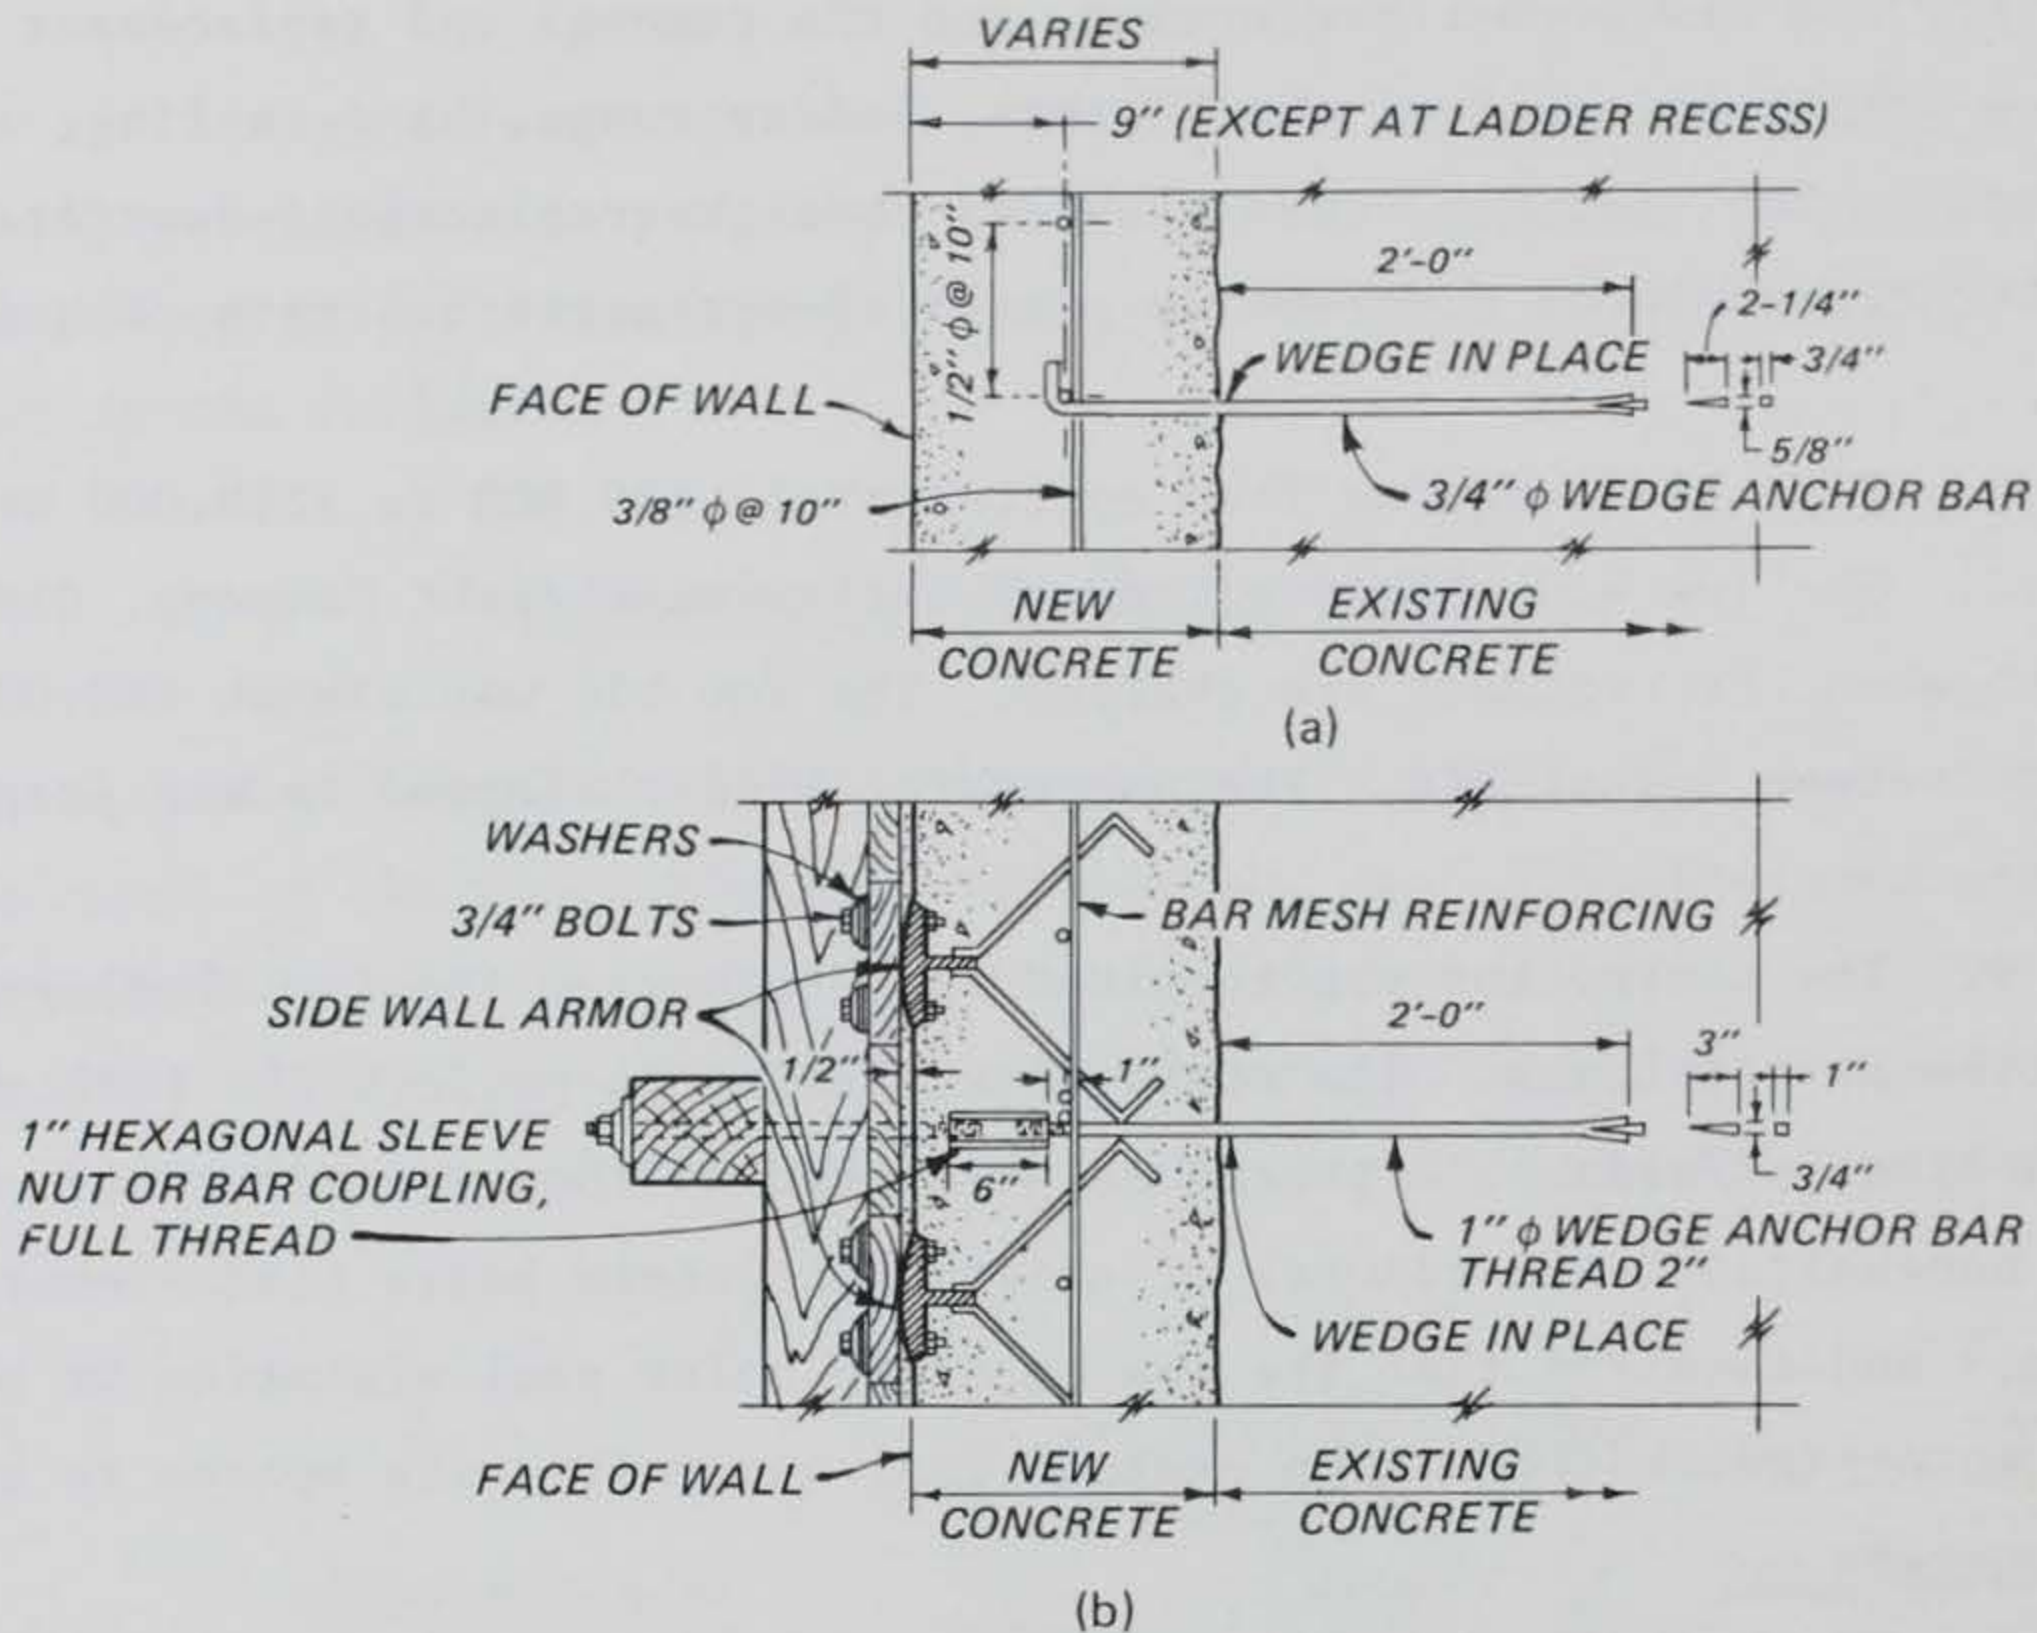 VARIES
9" (EXCEPT AT LADDER RECESS)
1/2" ϕ @ 10"
2'-0"
2-1/4"
WEDGE IN PLACE
3/4"
FACE OF WALL
5/8"
3/8" ϕ @ 10"
3/4" ϕ WEDGE ANCHOR BAR
NEW
CONCRETE
EXISTING
CONCRETE
(a)
WASHERS
3/4" BOLTS
BAR MESH REINFORCING
SIDE WALL ARMOR
2'-0"
3"
1/2"
1"
1"
1" HEXAGONAL SLEEVE
NUT OR BAR COUPLING,
FULL THREAD
6"
3/4"
1" ϕ WEDGE ANCHOR BAR
THREAD 2"
WEDGE IN PLACE
FACE OF WALL
NEW
CONCRETE
EXISTING
CONCRETE
(b)